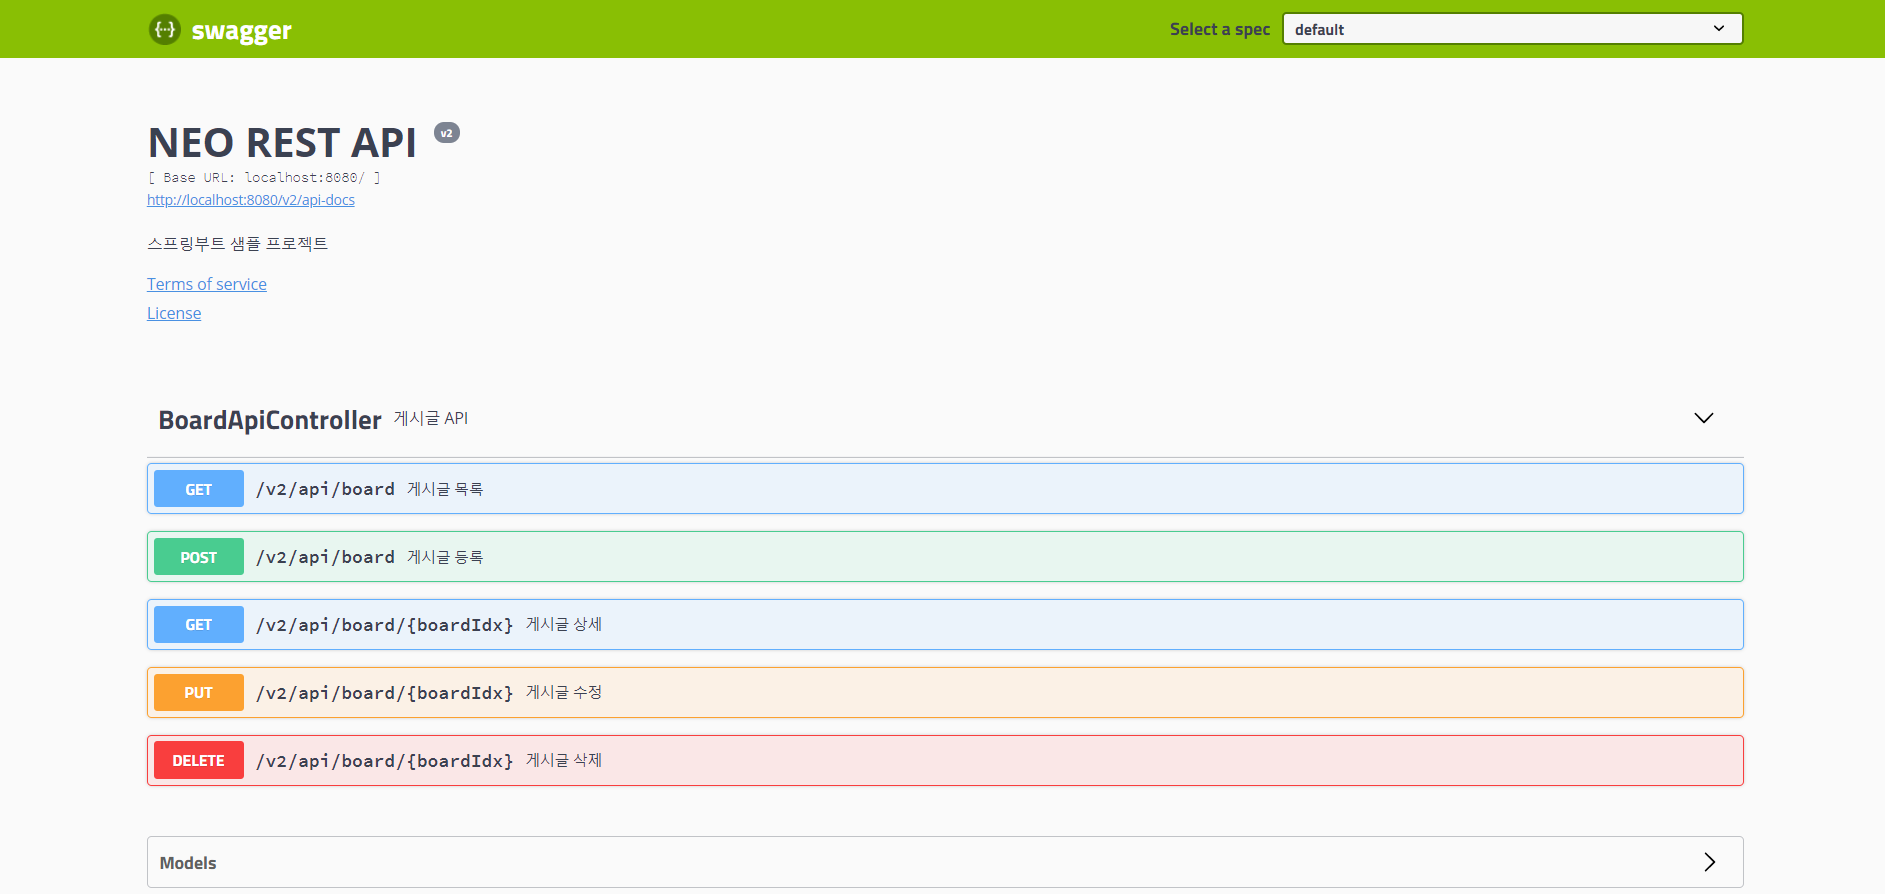 {...} swagger
Select a spec default
NEO REST API v2
[ Base URL: localhost:8080/ ]
http://localhost:8080/v2/api-docs
스프링부트 샘플 프로젝트
Terms of service
License
BoardApiController 게시글 API
GET /v2/api/board 게시글 목록
POST /v2/api/board 게시글 등록
GET /v2/api/board/{boardIdx} 게시글 상세
PUT /v2/api/board/{boardIdx} 게시글 수정
DELETE /v2/api/board/{boardIdx} 게시글 삭제
Models